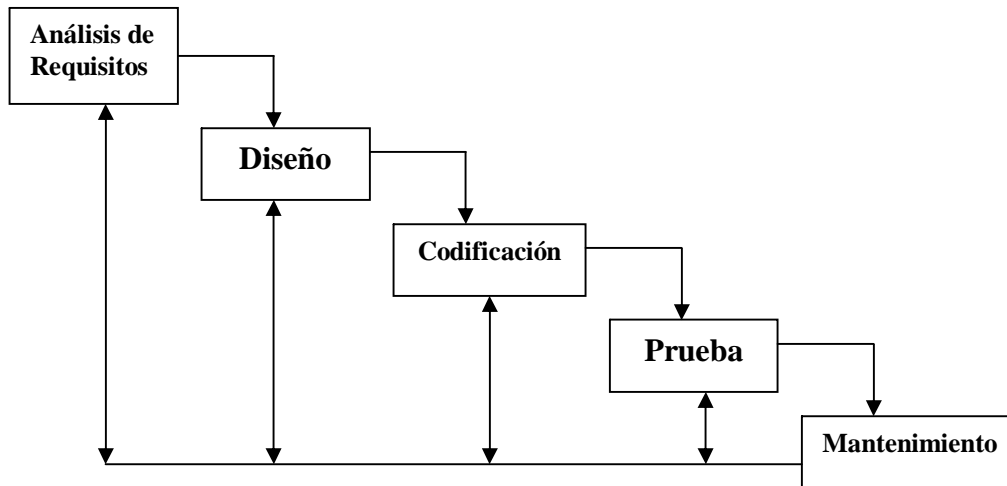 Análisis de
Requisitos
Diseño
Codificación
Prueba
Mantenimiento